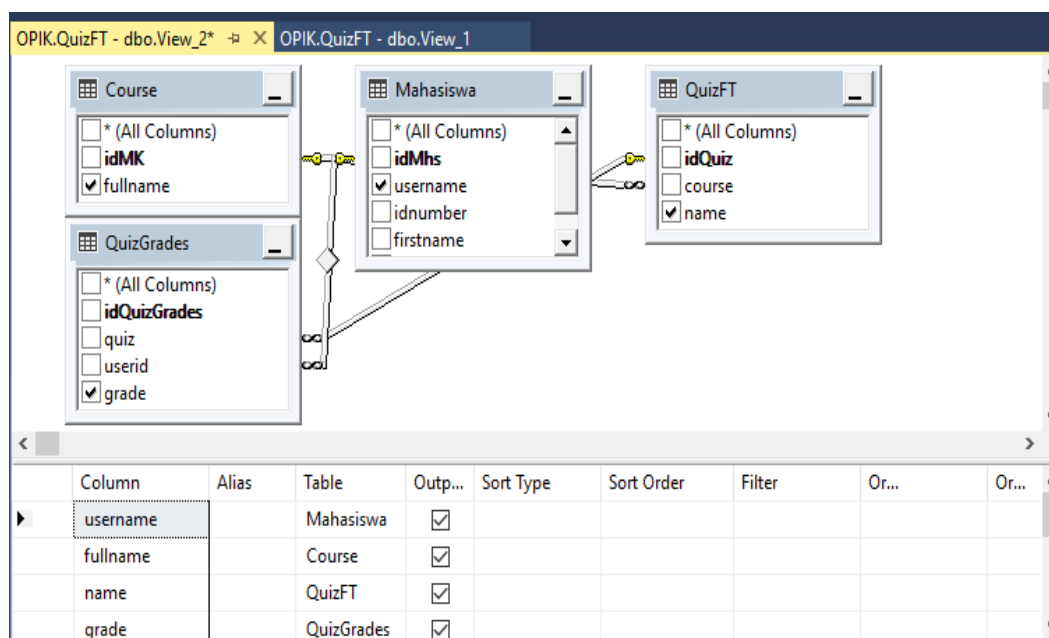 OPIK.QuizFT - dbo.View_2* OPIK.QuizFT - dbo.View_1
Course
* (All Columns)
idMK
fullname
Mahasiswa
* (All Columns)
idMhs
username
idnumber
firstname
QuizFT
* (All Columns)
idQuiz
course
name
QuizGrades
* (All Columns)
idQuizGrades
quiz
userid
grade
Column Alias Table Outp... Sort Type Sort Order Filter Or... Or...
username Mahasiswa
fullname Course
name QuizFT
grade QuizGrades